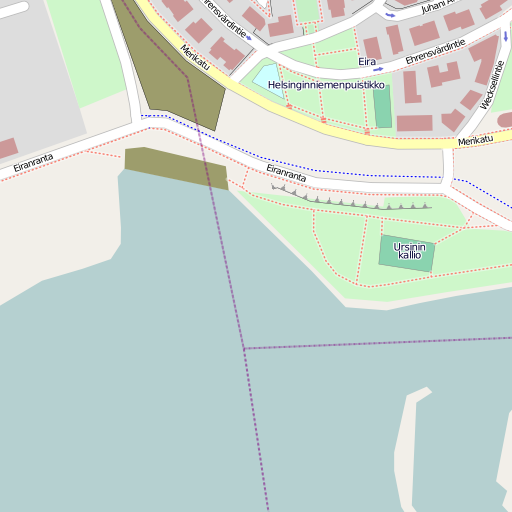 Ehrensvärdintie
Juhani A
Merikatu
Eira
Ehrensvärdintie
Helsinginniemenpuistikko
Wecksellintie
Merikatu
Eiranranta
Eiranranta
Ursinin
kallio